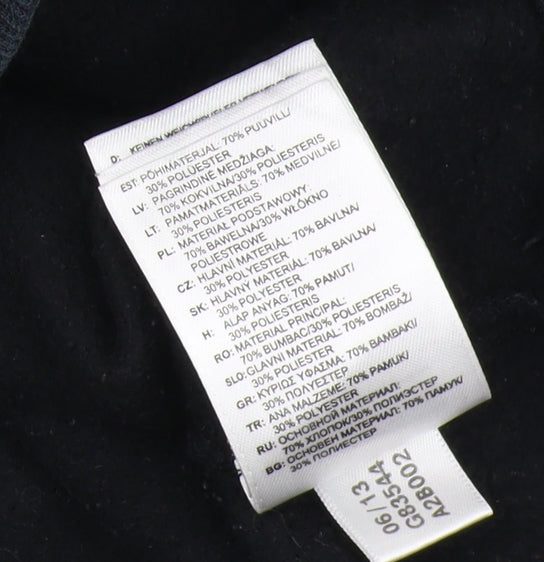 D: KEINEN
EST: PÕHIMATERJAL: 70% PUUVILL/
30% POLÜESTER
LV: PAGRINDINĖ MEDŽIAGA:
70% KOKVILNA/30% POLIESTERIS
LT: PAMATMATERIĀLS: 70% MEDVILNĖ/
30% POLIESTERIS
PL: MATERIAŁ PODSTAWOWY:
70% BAWEŁNA/30% WŁÓKNO
POLIESTROWE
CZ: HLAVNÍ MATERIÁL: 70% BAVLNA/
30% POLYESTER
SK: HLAVNÝ MATERIÁL: 70% BAVLNA/
30% POLYESTER
H: ALAP ANYAG: 70% PAMUT/
30% POLIESTERIS
RO: MATERIAL PRINCIPAL:
70% BUMBAC/30% POLIESTERIS
SLO: GLAVNI MATERIAL: 70% BOMBAŽ/
30% POLIESTER
GR: ΚΥΡΙΟΣ ΥΦΑΣΜΑ: 70% ΒΑΜΒΑΚΙ/
30% ΠΟΛΥΕΣΤΕΡ
TR: ANA MALZEME: 70% PAMUK/
30% POLYESTER
RU: ОСНОВНОЙ МАТЕРИАЛ:
70% ХЛОПОК/30% ПОЛИЭСТЕР
BG: ОСНОВЕН МАТЕРИАЛ: 70% ПАМУК/
30% ПОЛИЕСТЕР
06/13
G83544
A2B002